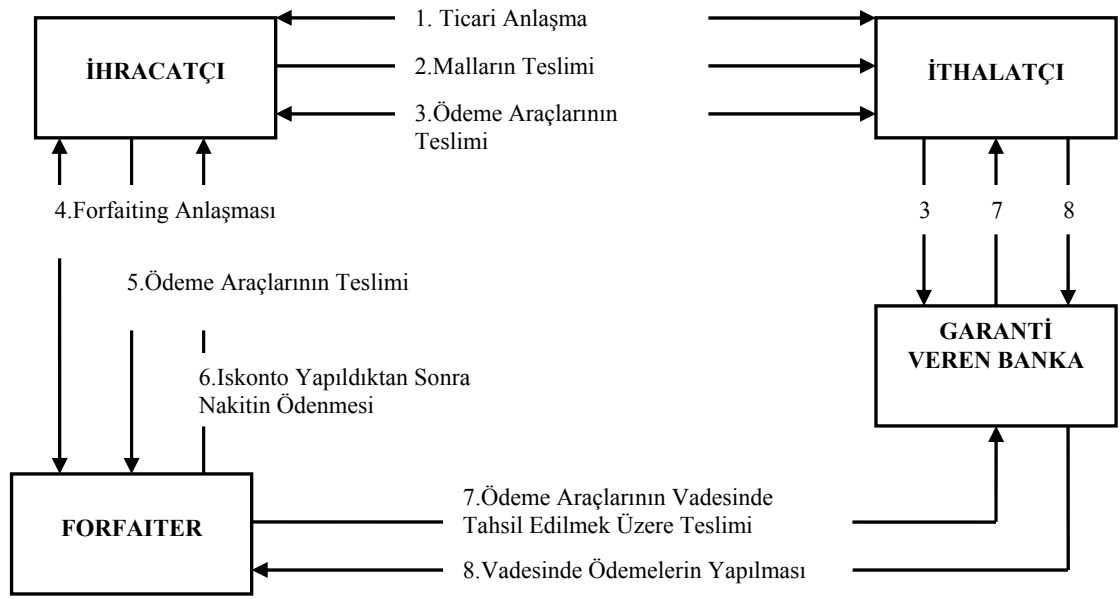 1. Ticari Anlaşma
İHRACATÇI
2.Malların Teslimi
İTHALATÇI
3.Ödeme Araçlarının
Teslimi
4.Forfaiting Anlaşması
3
7
8
5.Ödeme Araçlarının Teslimi
GARANTİ
VEREN BANKA
6.Iskonto Yapıldıktan Sonra
Nakitin Ödenmesi
FORFAITER
7.Ödeme Araçlarının Vadesinde
Tahsil Edilmek Üzere Teslimi
8.Vadesinde Ödemelerin Yapılması